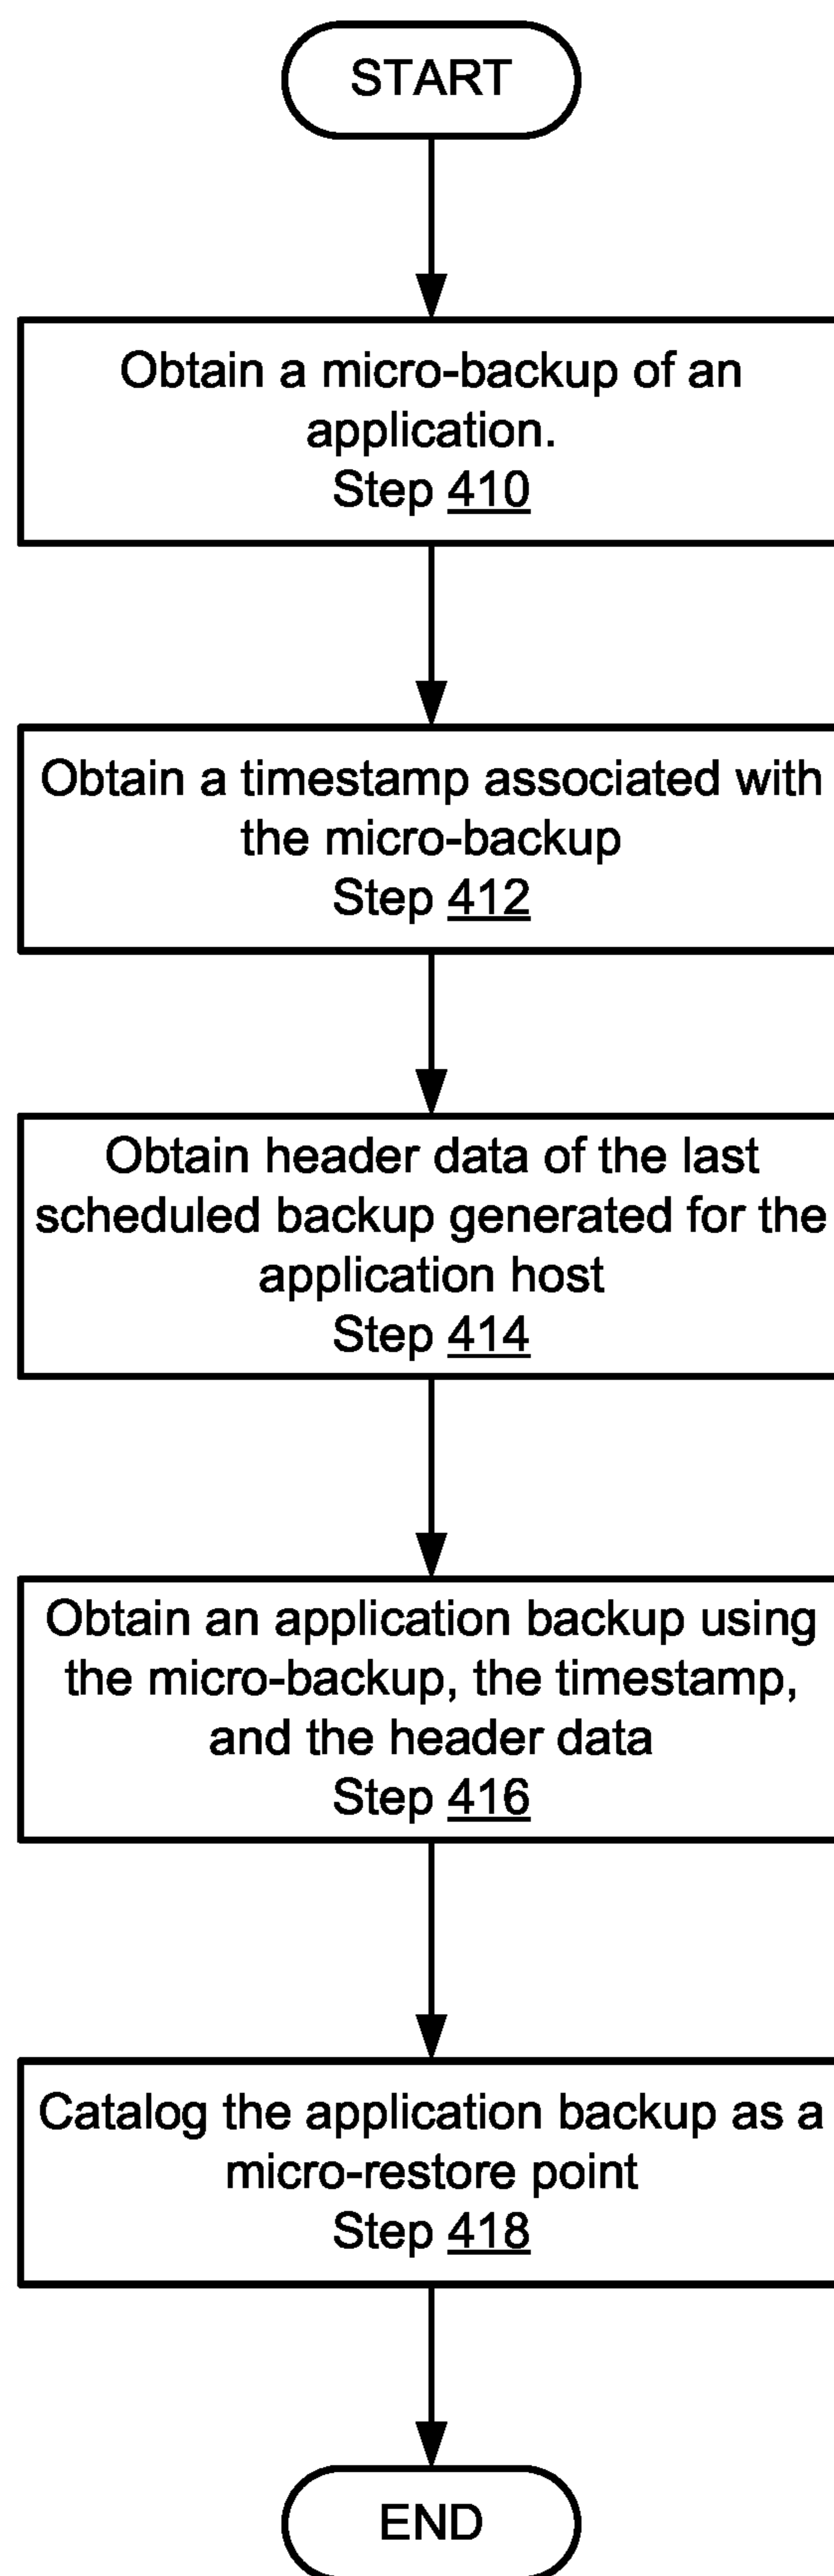 START
Obtain a micro-backup of an
application.
Step 410
Obtain a timestamp associated with
the micro-backup
Step 412
Obtain header data of the last
scheduled backup generated for the
application host
Step 414
Obtain an application backup using
the micro-backup, the timestamp,
and the header data
Step 416
Catalog the application backup as a
micro-restore point
Step 418
END